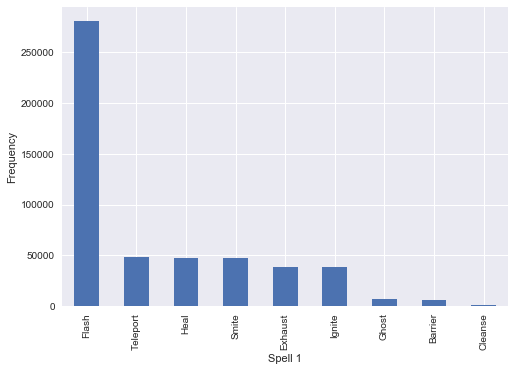 Frequency
250000
200000
150000
100000
50000
0
Flash
Teleport
Heal
Smite
Exhaust
Ignite
Ghost
Barrier
Cleanse
Spell 1